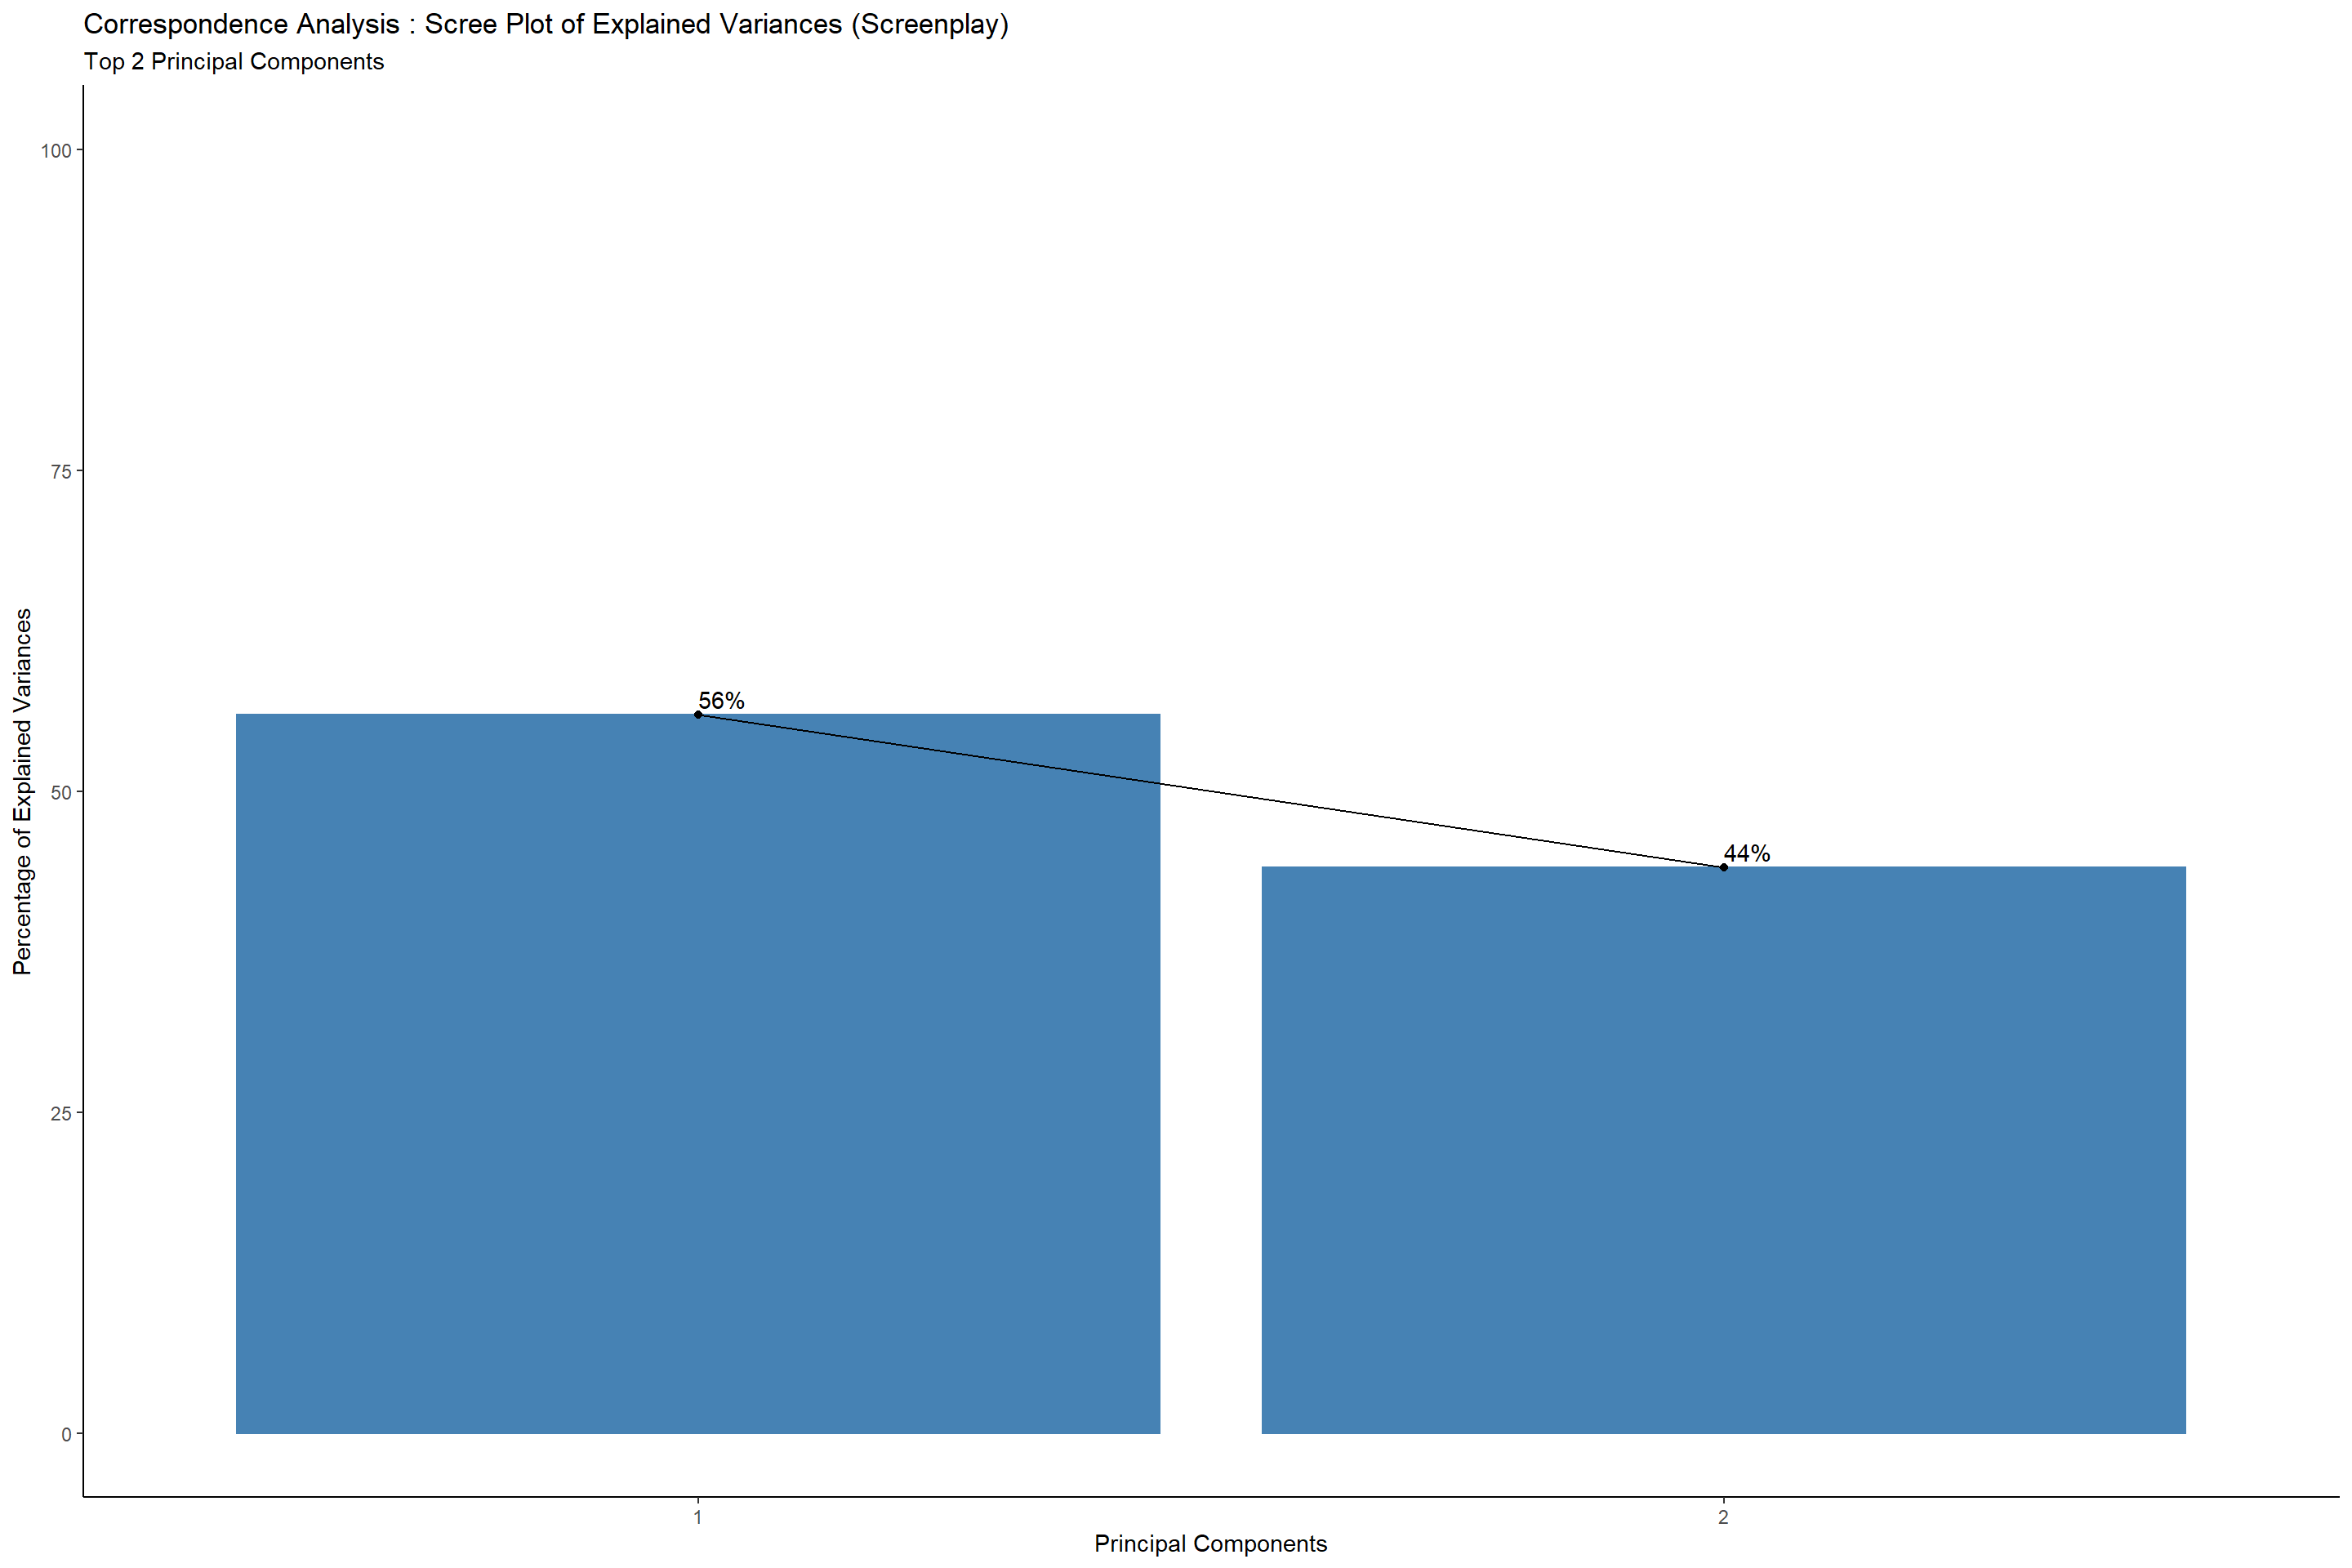 Correspondence Analysis : Scree Plot of Explained Variances (Screenplay)
Top 2 Principal Components
Percentage of Explained Variances
100
75
50
25
0
56%
44%
1
2
Principal Components